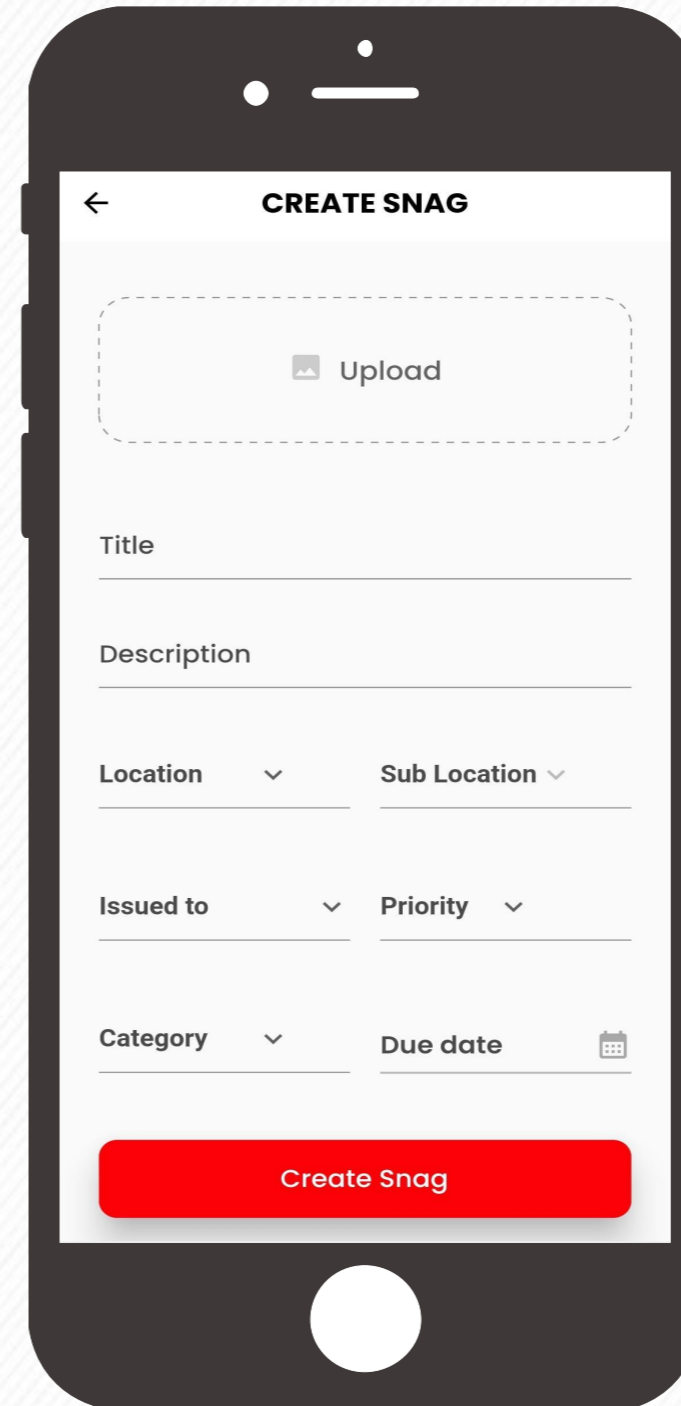 CREATE SNAG
Upload
Title
Description
Location Sub Location
Issued to Priority
Category Due date
Create Snag